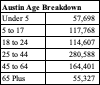 Austin Age Breakdown
Under 5 57,698
5 to 17 117,768
18 to 24 114,607
25 to 44 280,588
45 to 64 164,401
65 Plus 55,327